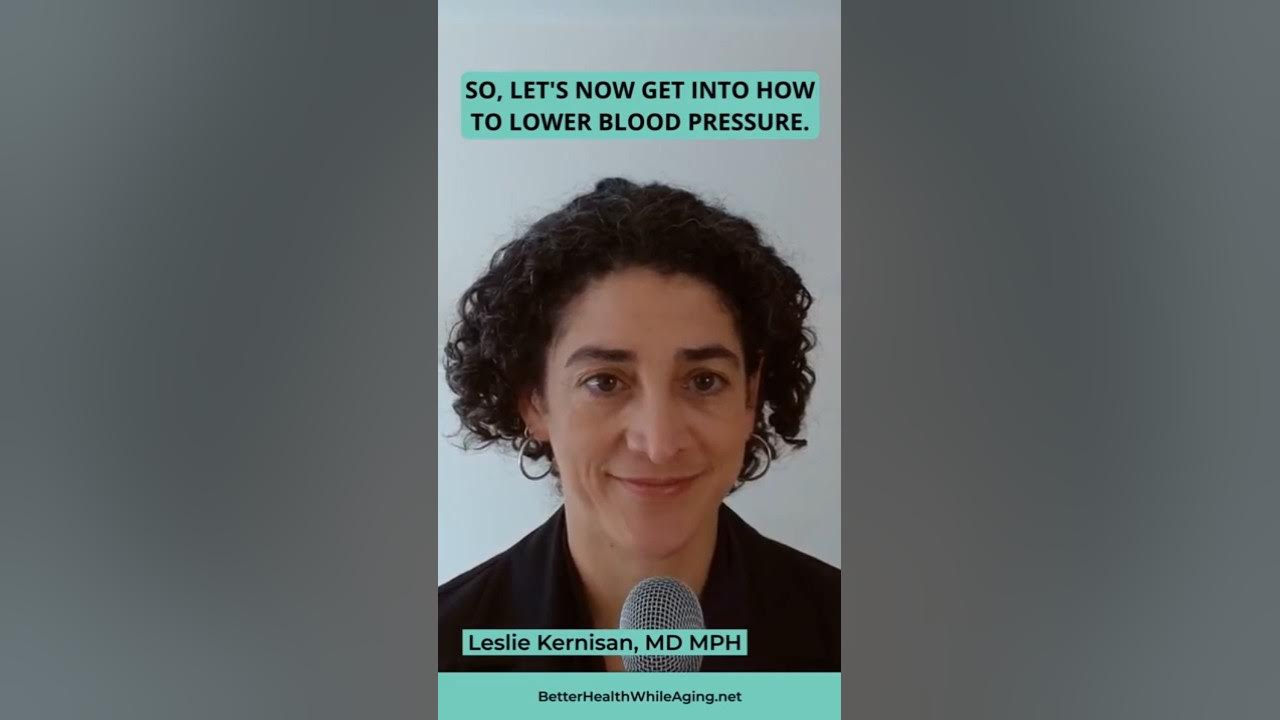 SO, LET'S NOW GET INTO HOW
TO LOWER BLOOD PRESSURE.
Leslie Kernisan, MD MPH
BetterHealthWhileAging.net